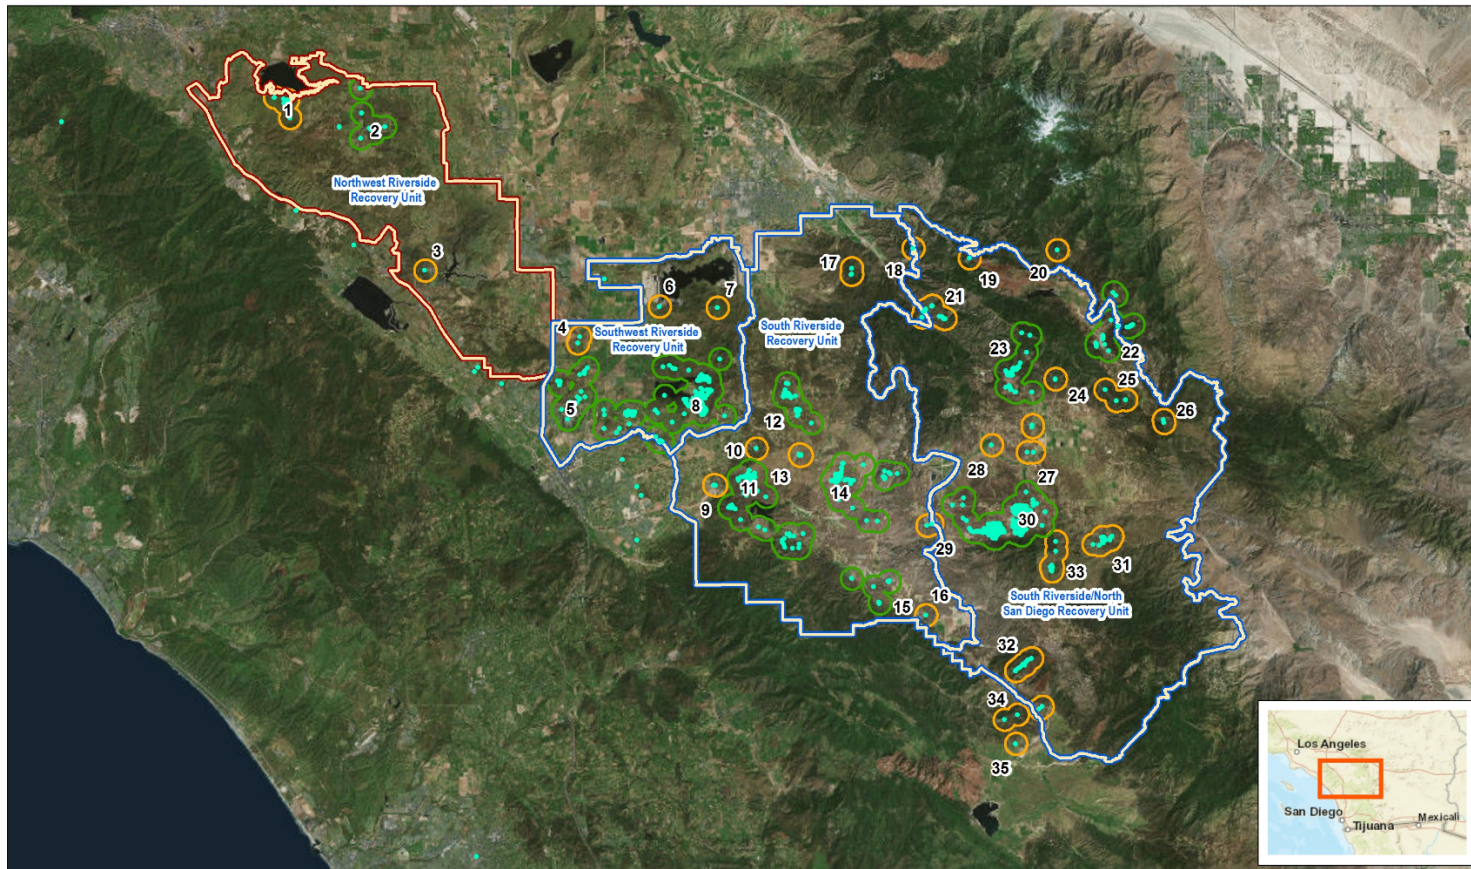 1
2
Northwest Riverside
Recovery Unit
3
17
18
19
20
6
7
21
4
Southwest Riverside
Recovery Unit
South Riverside
Recovery Unit
23
22
24
25
5
8
26
12
10
28
13
27
11
14
9
30
29
31
33
South Riverside/North
San Diego Recovery Unit
15
16
32
34
35
Los Angeles
San Diego
Tijuana
Mexicali